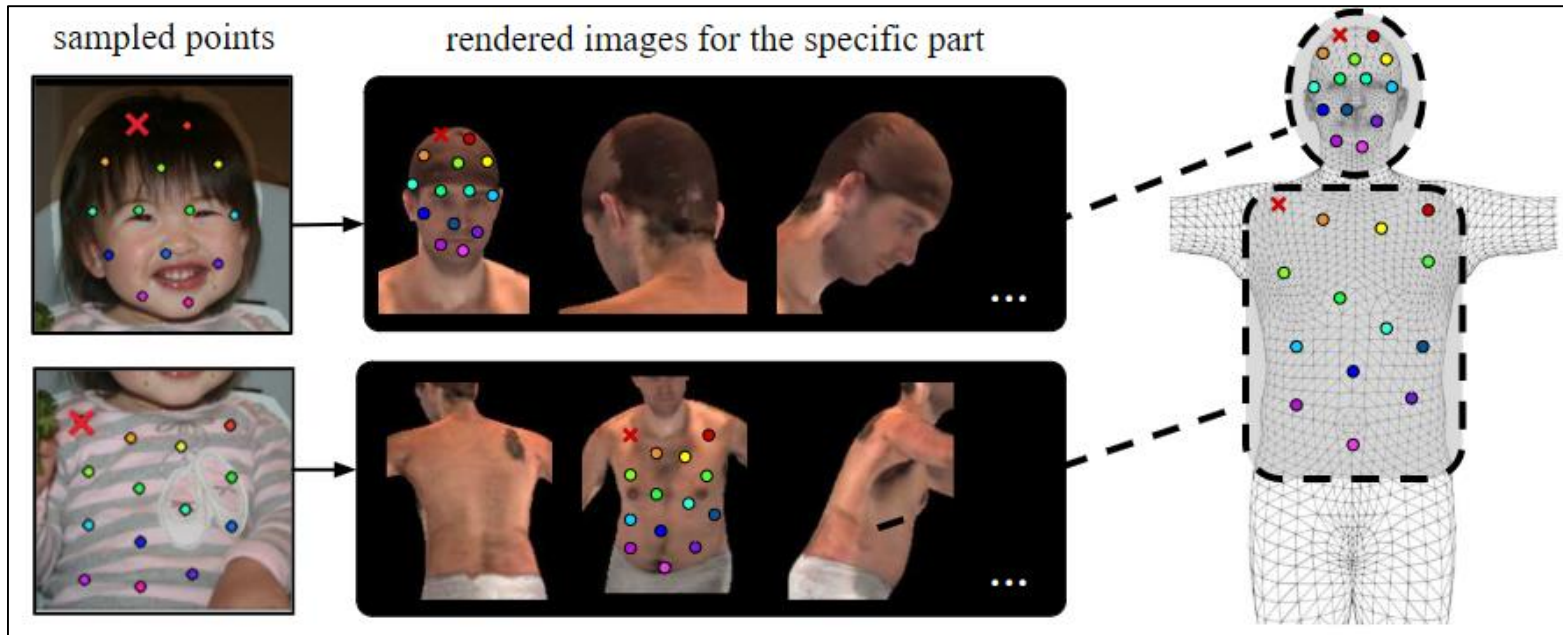 sampled points
rendered images for the specific part
...
...